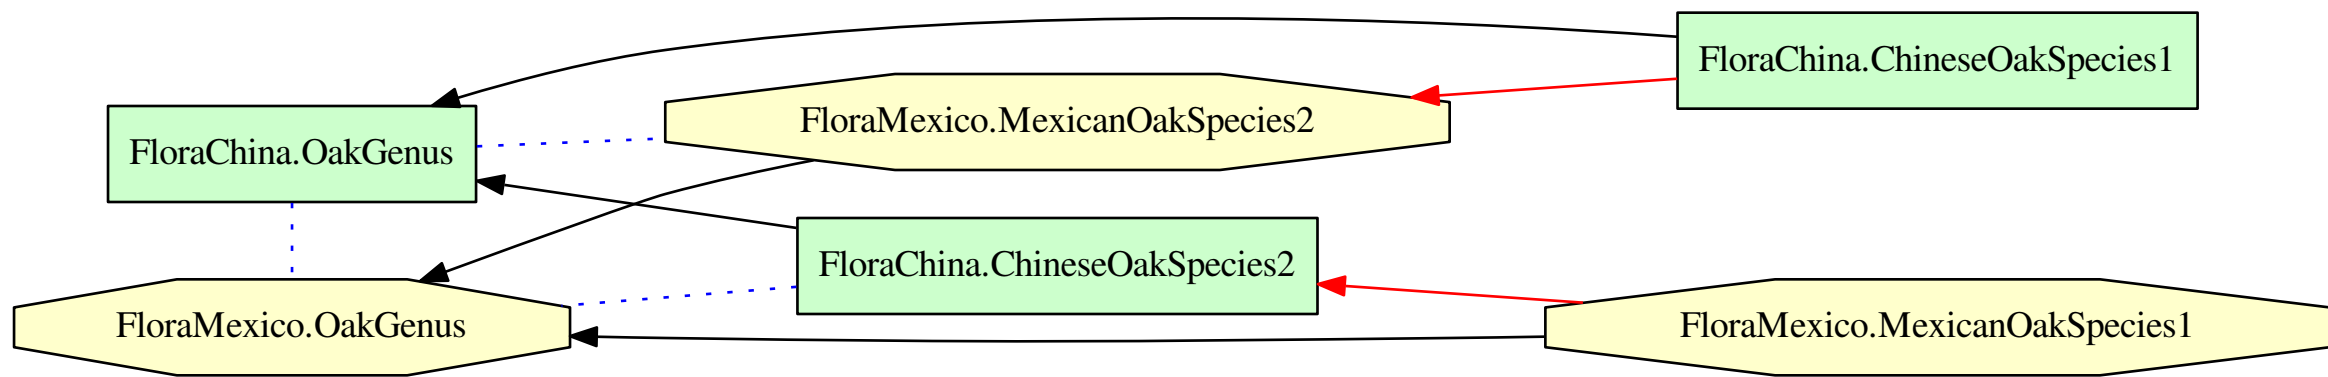 FloraChina.ChineseOakSpecies1
FloraMexico.MexicanOakSpecies2
FloraChina.OakGenus
FloraChina.ChineseOakSpecies2
FloraMexico.OakGenus
FloraMexico.MexicanOakSpecies1